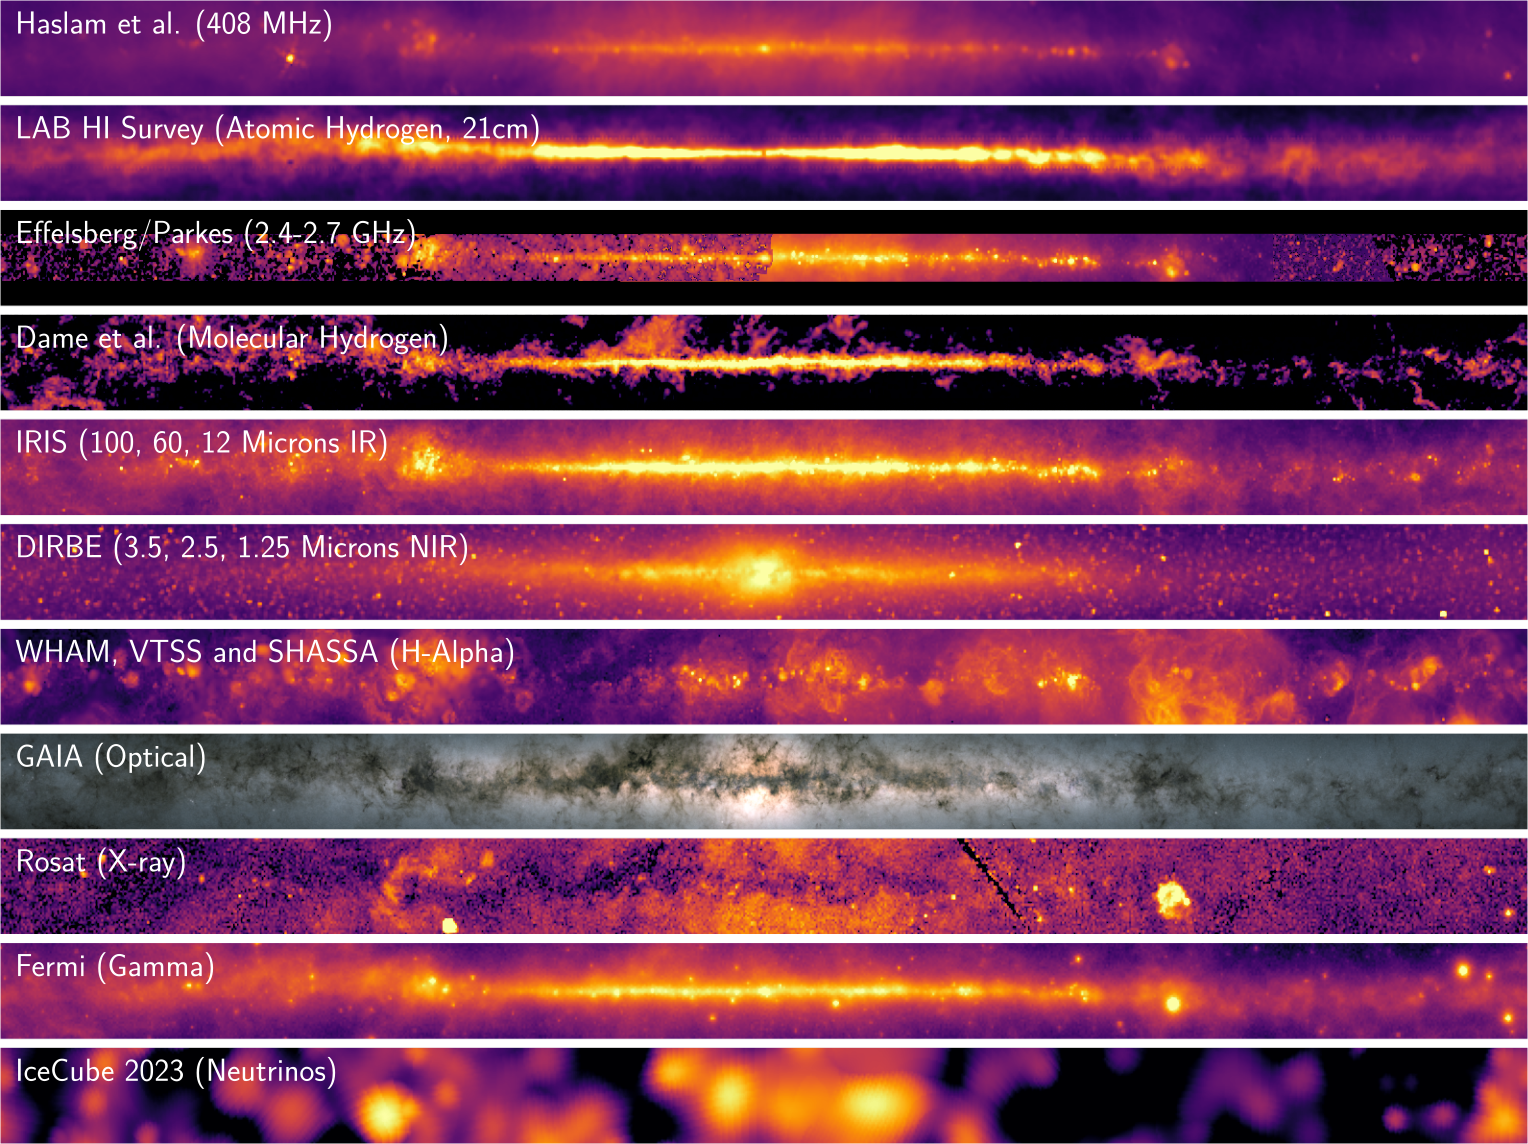 Haslam et al. (408 MHz)
LAB HI Survey (Atomic Hydrogen, 21cm)
Effelsberg/Parkes (2.4-2.7 GHz)
Dame et al. (Molecular Hydrogen)
IRIS (100, 60, 12 Microns IR)
DIRBE (3.5, 2.5, 1.25 Microns NIR)
WHAM, VTSS and SHASSA (H-Alpha)
GAIA (Optical)
Rosat (X-ray)
Fermi (Gamma)
IceCube 2023 (Neutrinos)